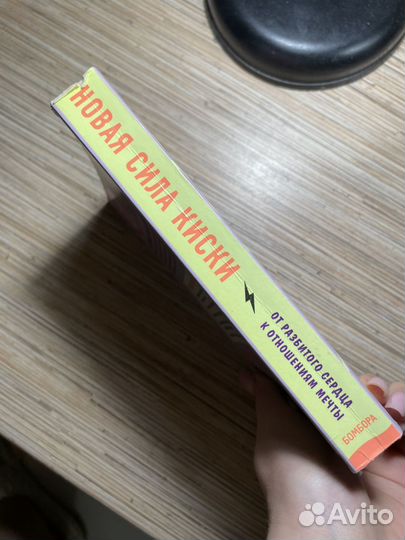 НОВАЯ СИЛА КИСКИ
ОТ РАЗБИТОГО СЕРДЦА
К ОТНОШЕНИЯМ МЕЧТЫ
БОМБОРА
Avito